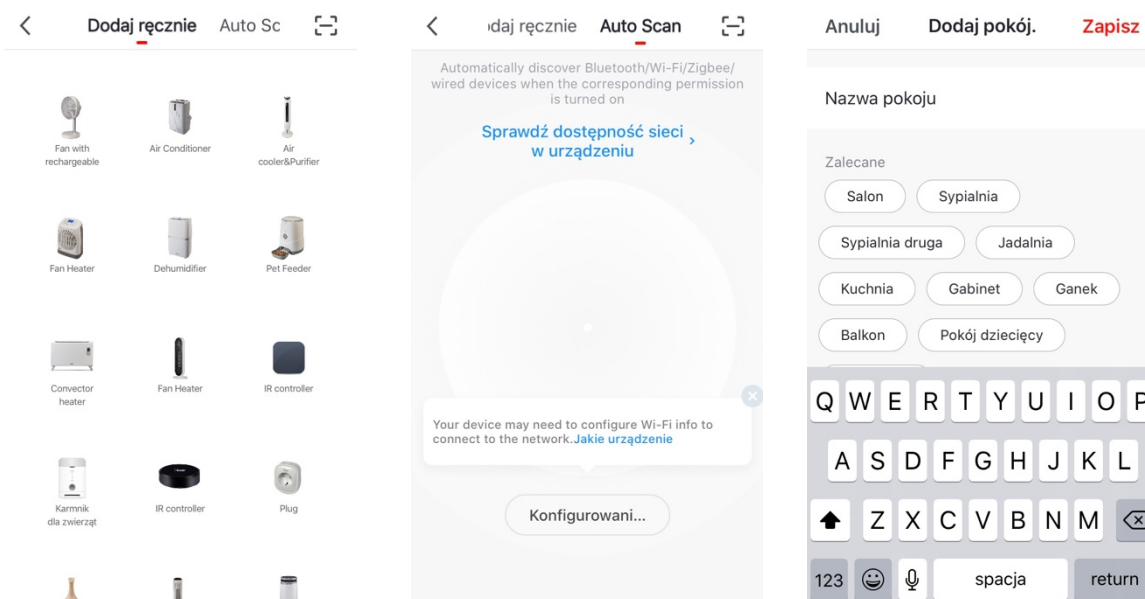 Dodaj ręcznie Auto Sc
Fan with
rechargeable
Air Conditioner
Air
cooler&Purifier
Fan Heater
Dehumidifier
Pet Feeder
Convector
heater
Fan Heater
IR controller
Karmnik
dla zwierząt
IR controller
Plug
odaj ręcznie Auto Scan
Automatically discover Bluetooth/Wi-Fi/Zigbee/
wired devices when the corresponding permission
is turned on
Sprawdź dostępność sieci
w urządzeniu
Your device may need to configure Wi-Fi info to
connect to the network.Jakie urządzenie
Konfigurowani...
Anuluj Dodaj pokój. Zapisz
Nazwa pokoju
Zalecane
Salon Sypialnia
Sypialnia druga Jadalnia
Kuchnia Gabinet Ganek
Balkon Pokój dziecięcy
Q W E R T Y U I O P
A S D F G H J K L
Z X C V B N M
123 spacja return